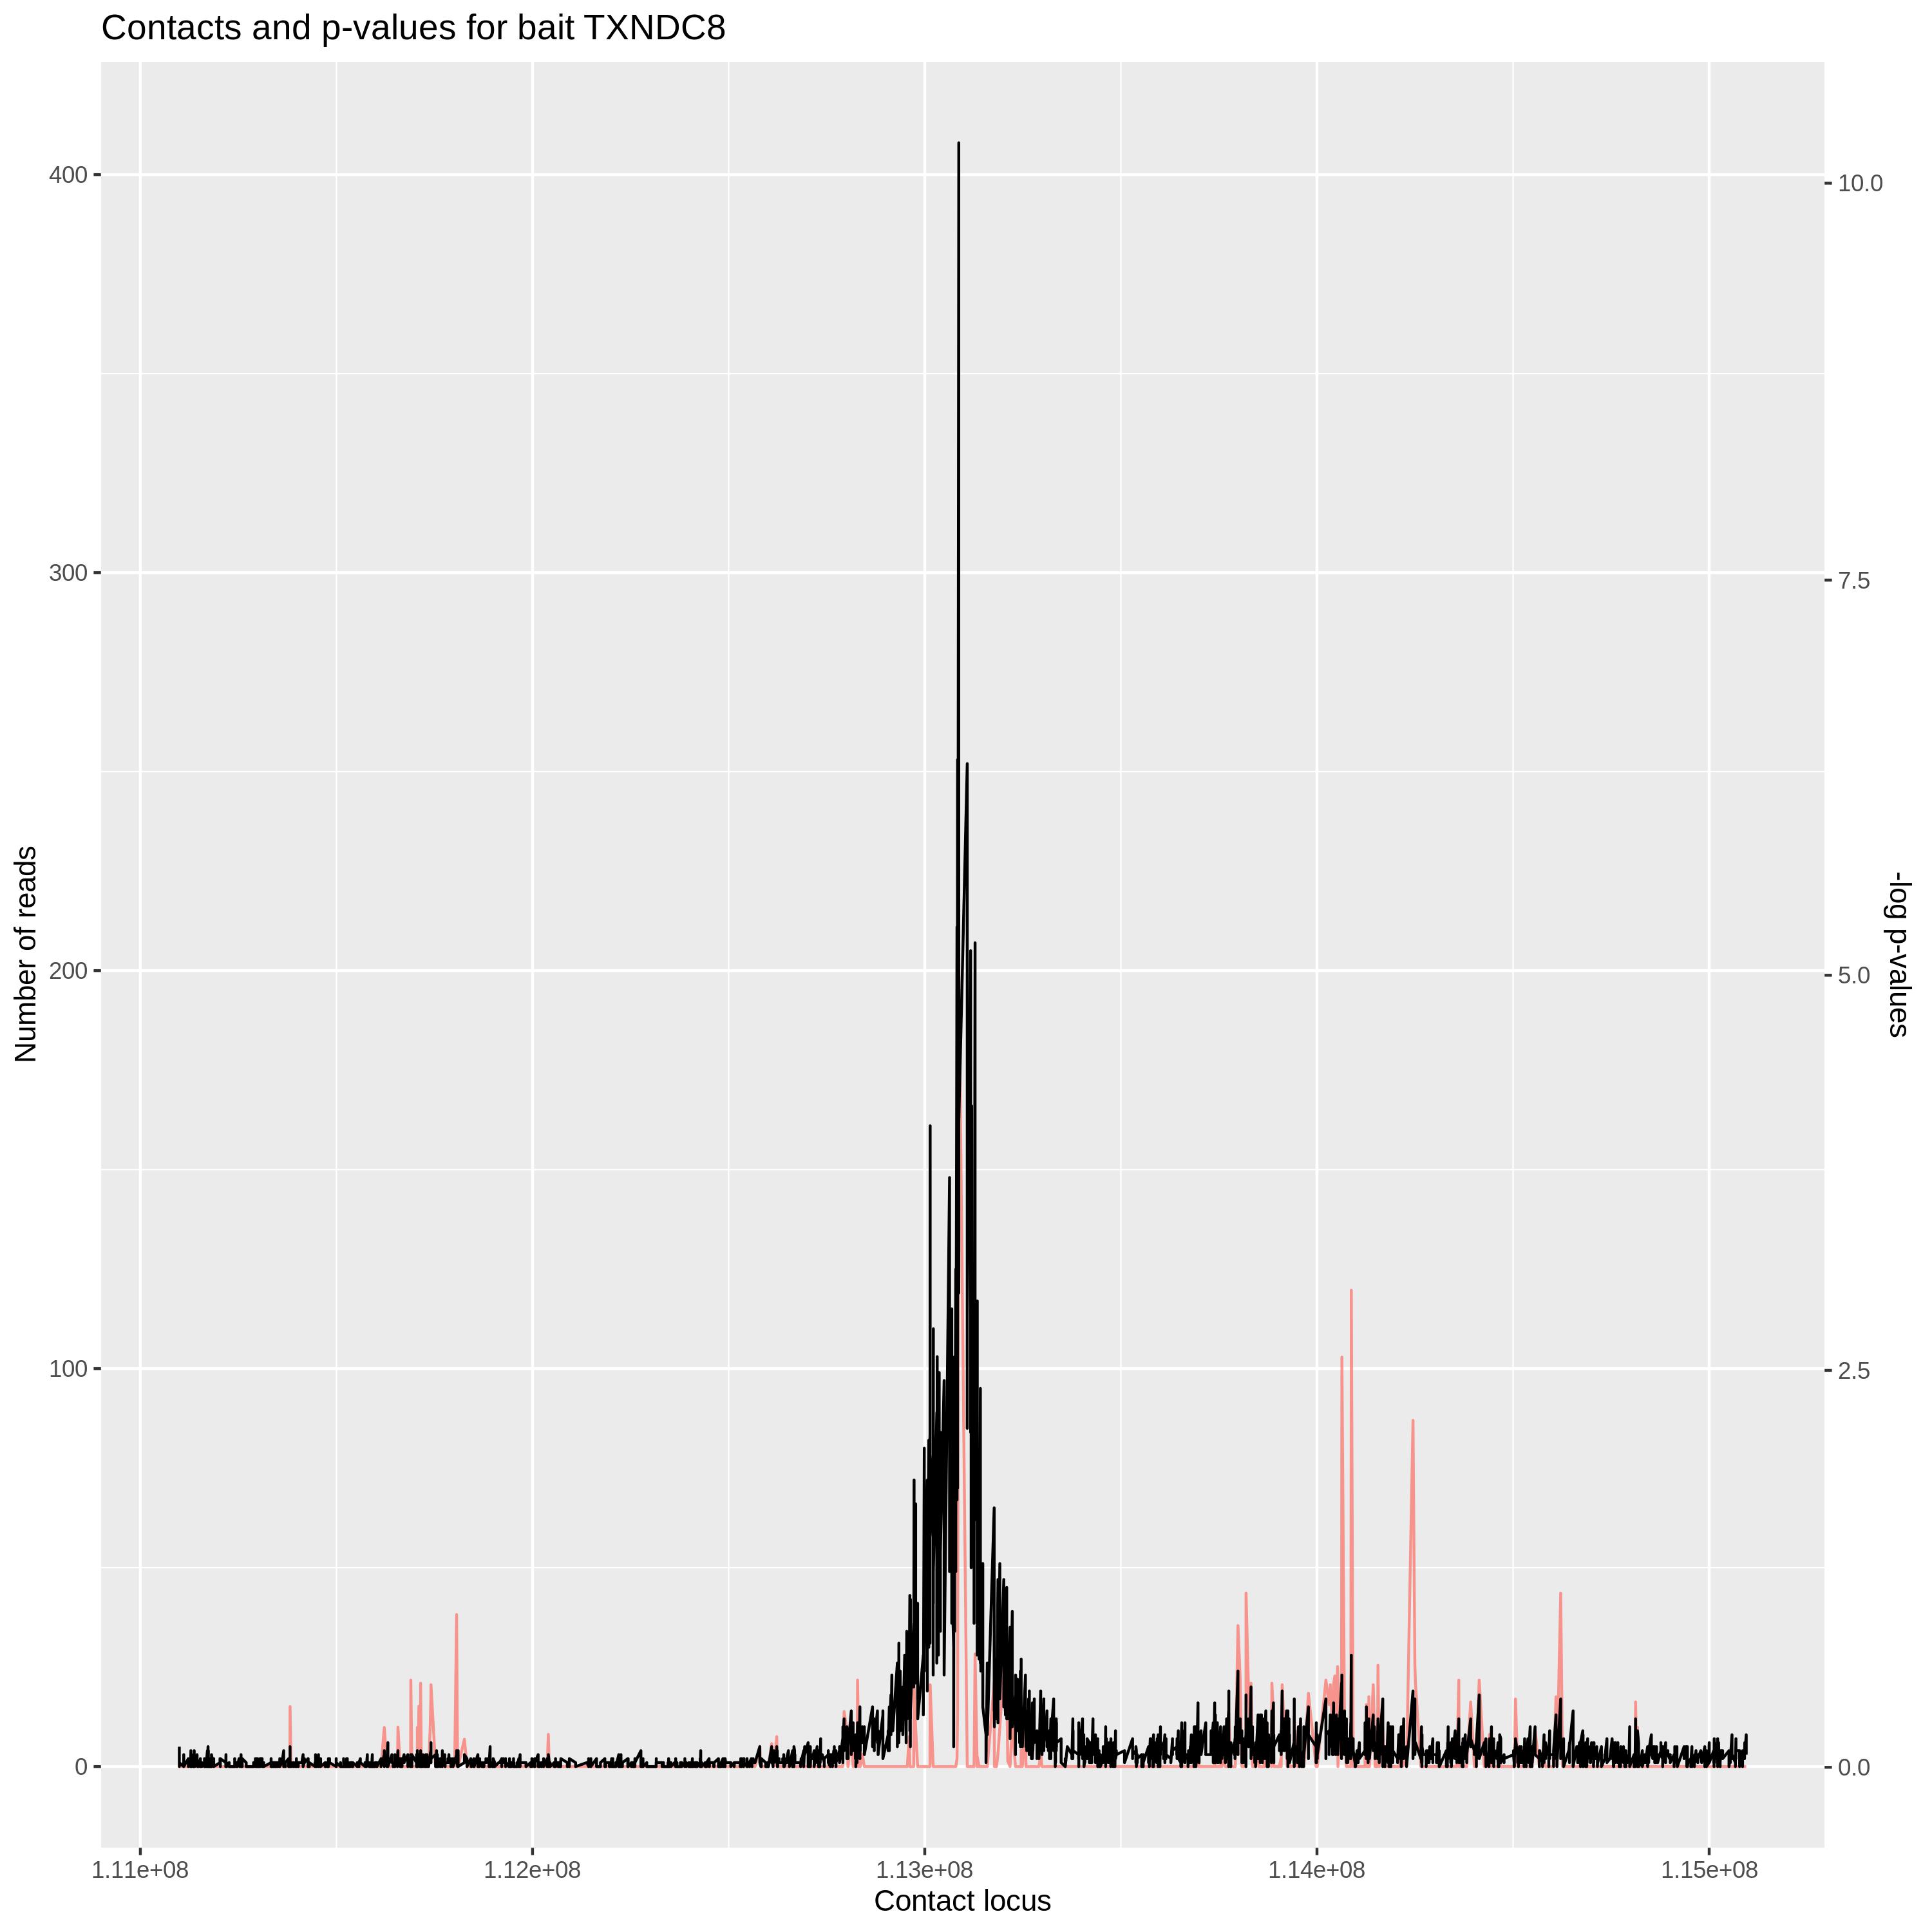 Contacts and p-values for bait TXNDC8
400
300
200
100
0
Number of reads
10.0
7.5
5.0
2.5
0.0
-log p-values
1.11e+08 1.12e+08 1.13e+08 1.14e+08 1.15e+08
Contact locus